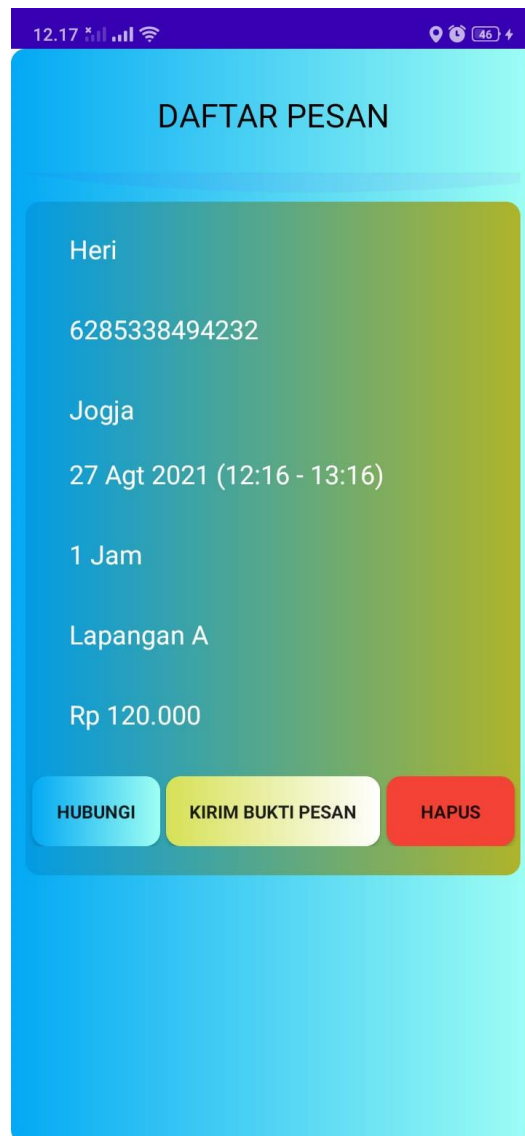 12.17
46
DAFTAR PESAN
Heri
6285338494232
Jogja
27 Agt 2021 (12:16 - 13:16)
1 Jam
Lapangan A
Rp 120.000
HUBUNGI KIRIM BUKTI PESAN HAPUS